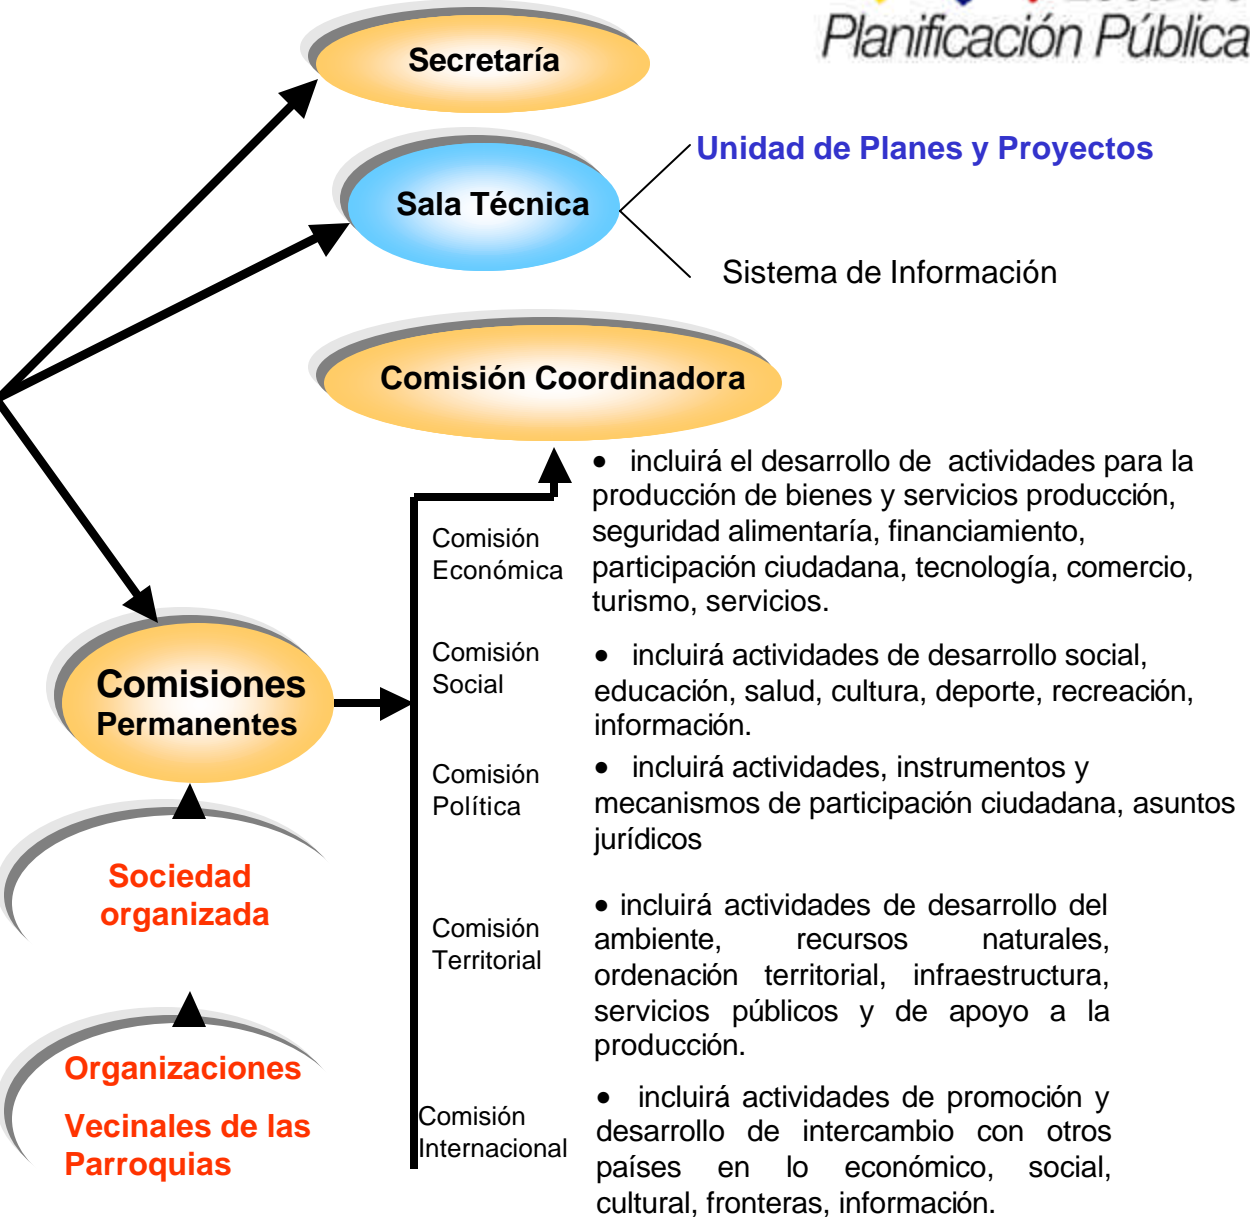 Planificación Pública
Secretaría
Unidad de Planes y Proyectos
Sala Técnica
Sistema de Información
Comisión Coordinadora
Comisión
Económica
• incluirá el desarrollo de actividades para la
producción de bienes y servicios producción,
seguridad alimentaría, financiamiento,
participación ciudadana, tecnología, comercio,
turismo, servicios.
Comisiones
Permanentes
Comisión
Social
• incluirá actividades de desarrollo social,
educación, salud, cultura, deporte, recreación,
información.
Comisión
Política
• incluirá actividades, instrumentos y
mecanismos de participación ciudadana, asuntos
jurídicos
Sociedad
organizada
Comisión
Territorial
• incluirá actividades de desarrollo del
ambiente, recursos naturales,
ordenación territorial, infraestructura,
servicios públicos y de apoyo a la
producción.
Organizaciones
Vecinales de las
Parroquias
Comisión
Internacional
• incluirá actividades de promoción y
desarrollo de intercambio con otros
países en lo económico, social,
cultural, fronteras, información.